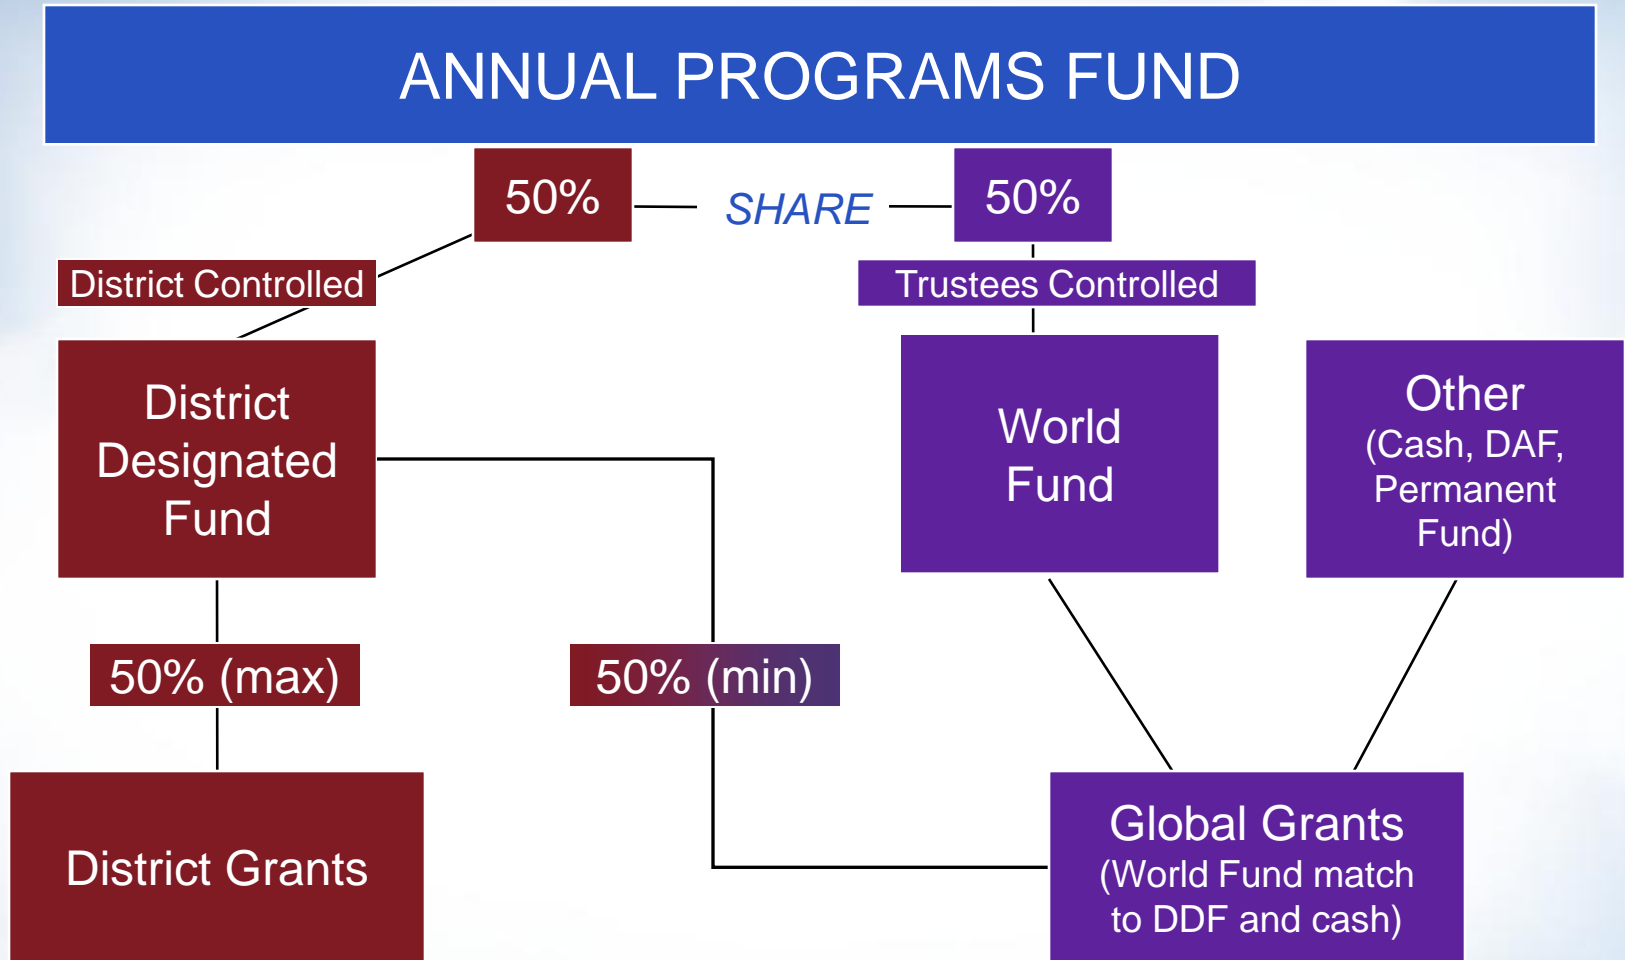 ANNUAL PROGRAMS FUND
50%
SHARE
50%
District Controlled
Trustees Controlled
District
Designated
Fund
World
Fund
Other
(Cash, DAF,
Permanent
Fund)
50% (max)
50% (min)
District Grants
Global Grants
(World Fund match
to DDF and cash)